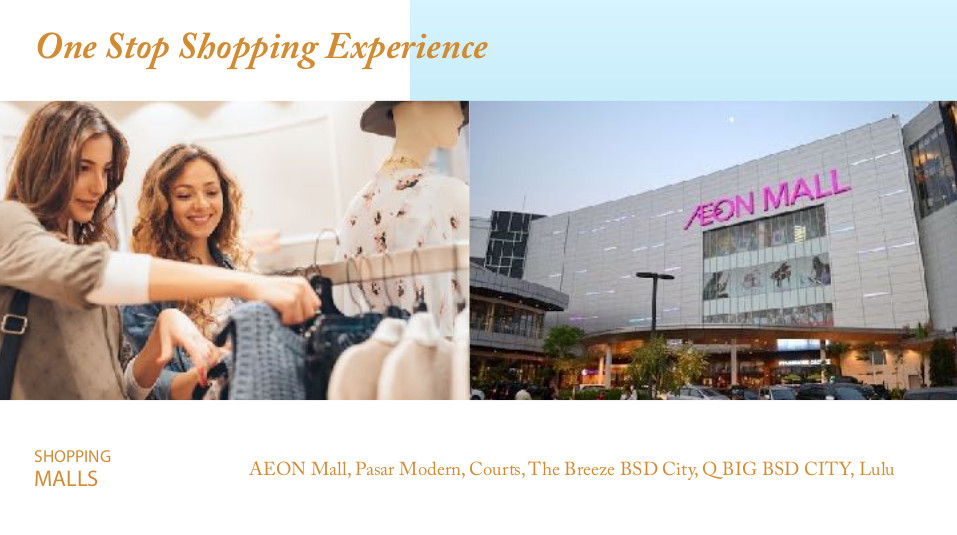 One Stop Shopping Experience
ÆON MALL
SHOPPING
MALLS
AEON Mall, Pasar Modern, Courts, The Breeze BSD City, Q BIG BSD CITY, Lulu